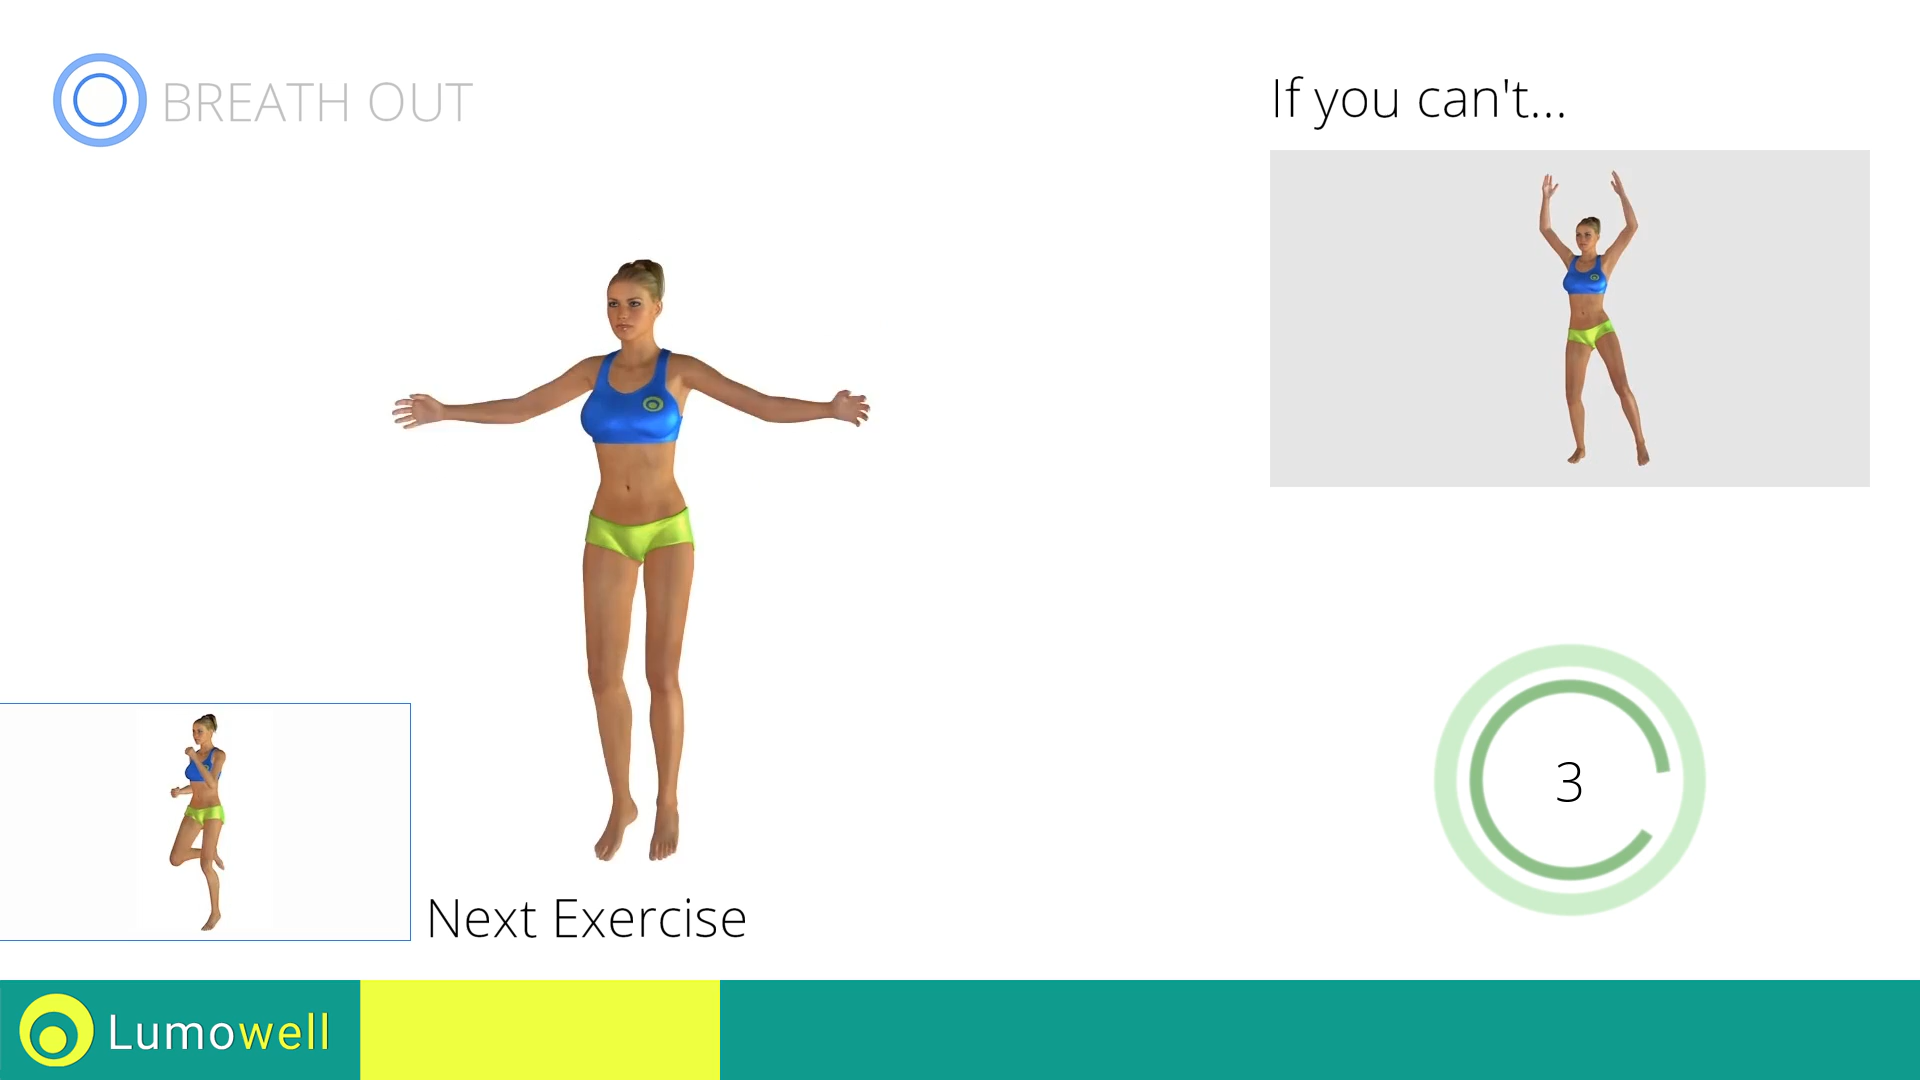 BREATH OUT
If you can't...
3
Next Exercise
Lumowell